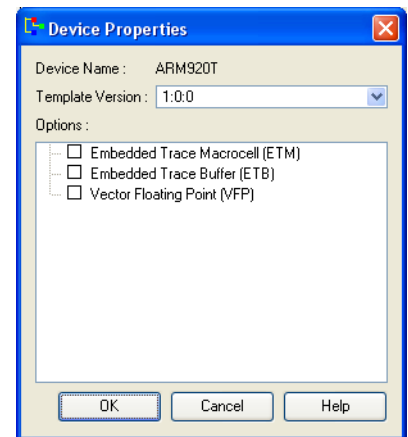 Device Properties
Device Name : ARM920T
Template Version : 1:0:0
Options :
Embedded Trace Macrocell (ETM)
Embedded Trace Buffer (ETB)
Vector Floating Point (VFP)
OK Cancel Help